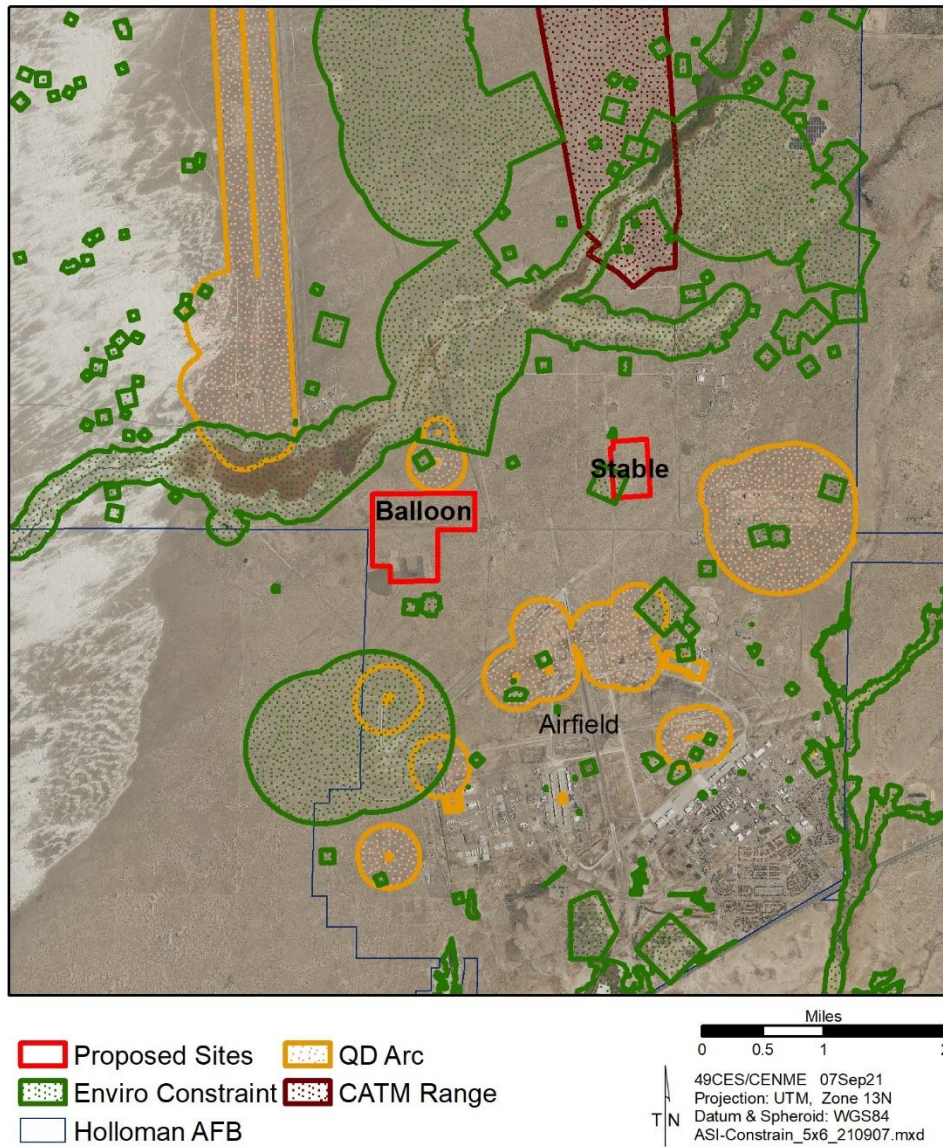 Stable
Balloon
Airfield
Proposed Sites
QD Arc
Enviro Constraint
CATM Range
Holloman AFB
Miles
0 0.5 1 2
T N
49CES/CENME 07Sep21
Projection: UTM, Zone 13N
Datum & Spheroid: WGS84
ASI-Constrain_5x6_210907.mxd